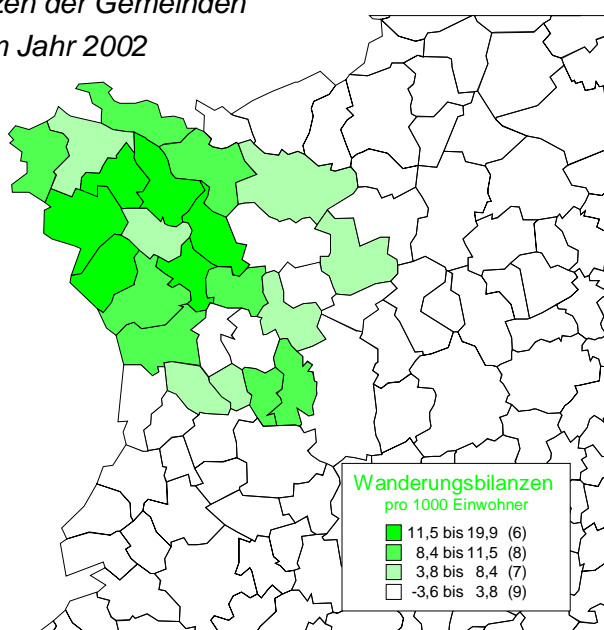 zen der Gemeinden
m Jahr 2002
Wanderungsbilanzen
pro 1000 Einwohner
11,5 bis 19,9 (6)
8,4 bis 11,5 (8)
3,8 bis 8,4 (7)
-3,6 bis 3,8 (9)